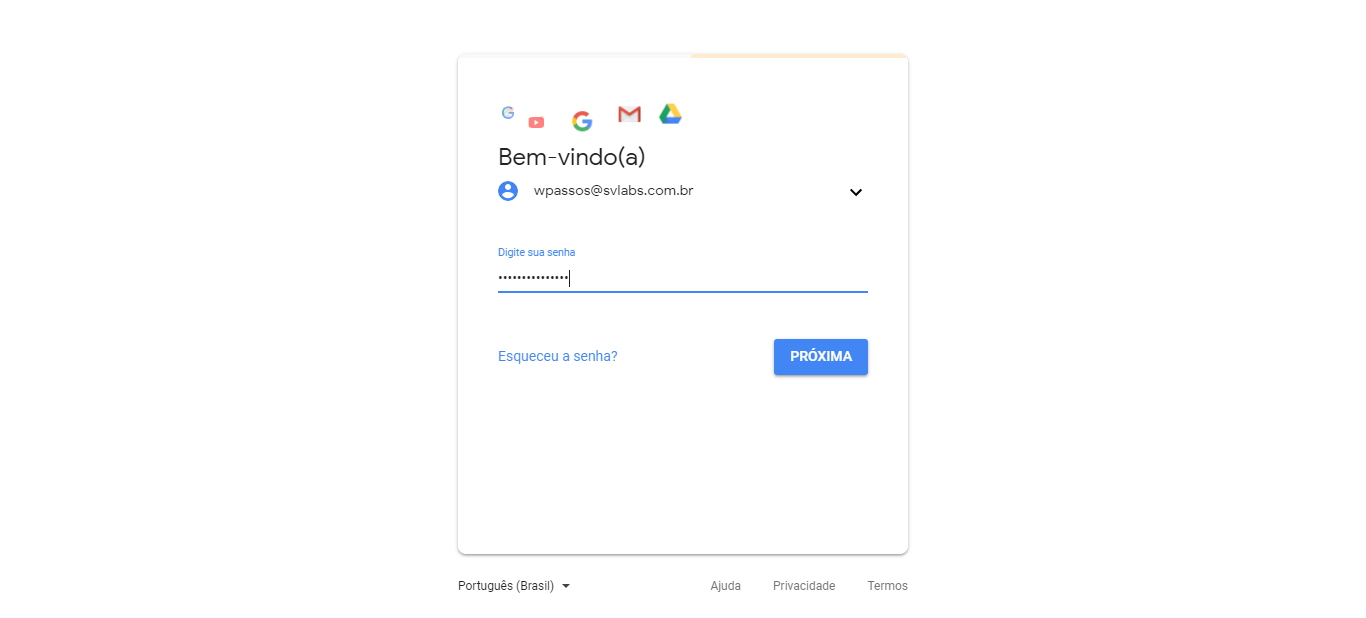 Bem-vindo(a)
wpassos@svlabs.com.br
Digite sua senha
•••••••••••••••
Esqueceu a senha?
PRÓXIMA
Português (Brasil)
Ajuda
Privacidade
Termos